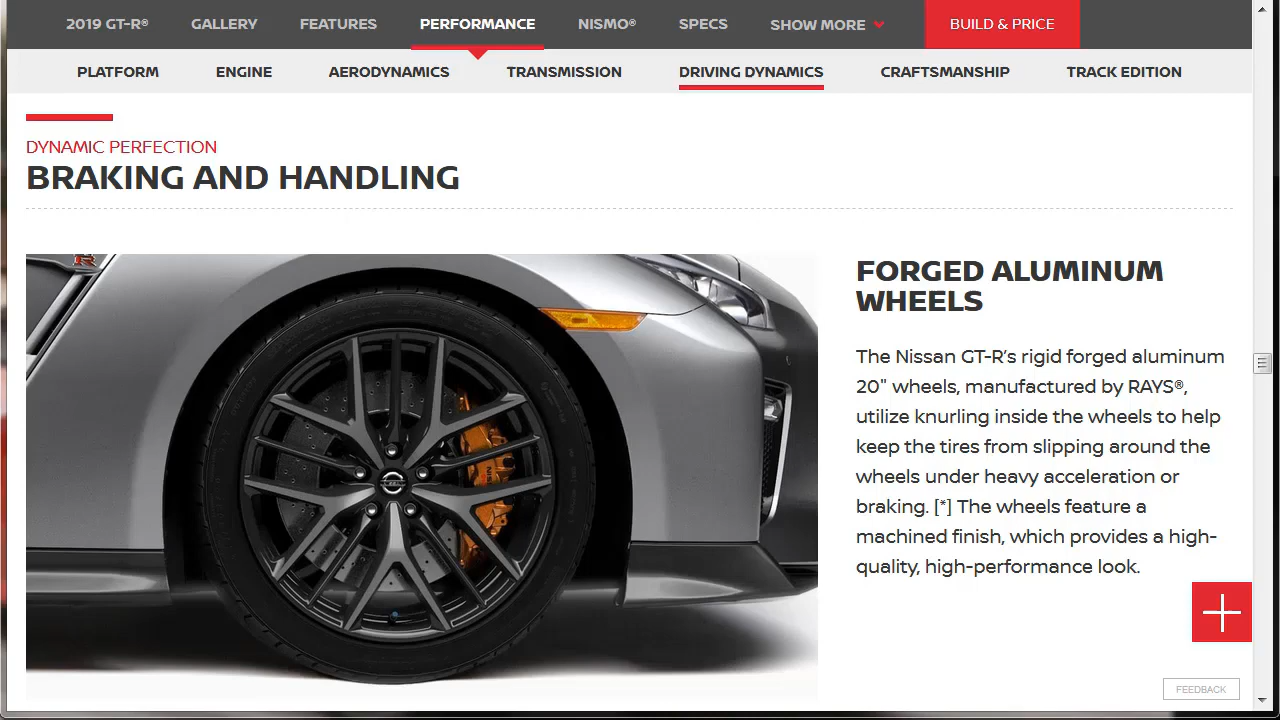 2019 GT-R® GALLERY FEATURES PERFORMANCE NISMO® SPECS SHOW MORE BUILD & PRICE
PLATFORM ENGINE AERODYNAMICS TRANSMISSION DRIVING DYNAMICS CRAFTSMANSHIP TRACK EDITION
DYNAMIC PERFECTION
BRAKING AND HANDLING
FORGED ALUMINUM
WHEELS
The Nissan GT-R's rigid forged aluminum
20" wheels, manufactured by RAYS®,
utilize knurling inside the wheels to help
keep the tires from slipping around the
wheels under heavy acceleration or
braking. [*] The wheels feature a
machined finish, which provides a high-
quality, high-performance look.
FEEDBACK